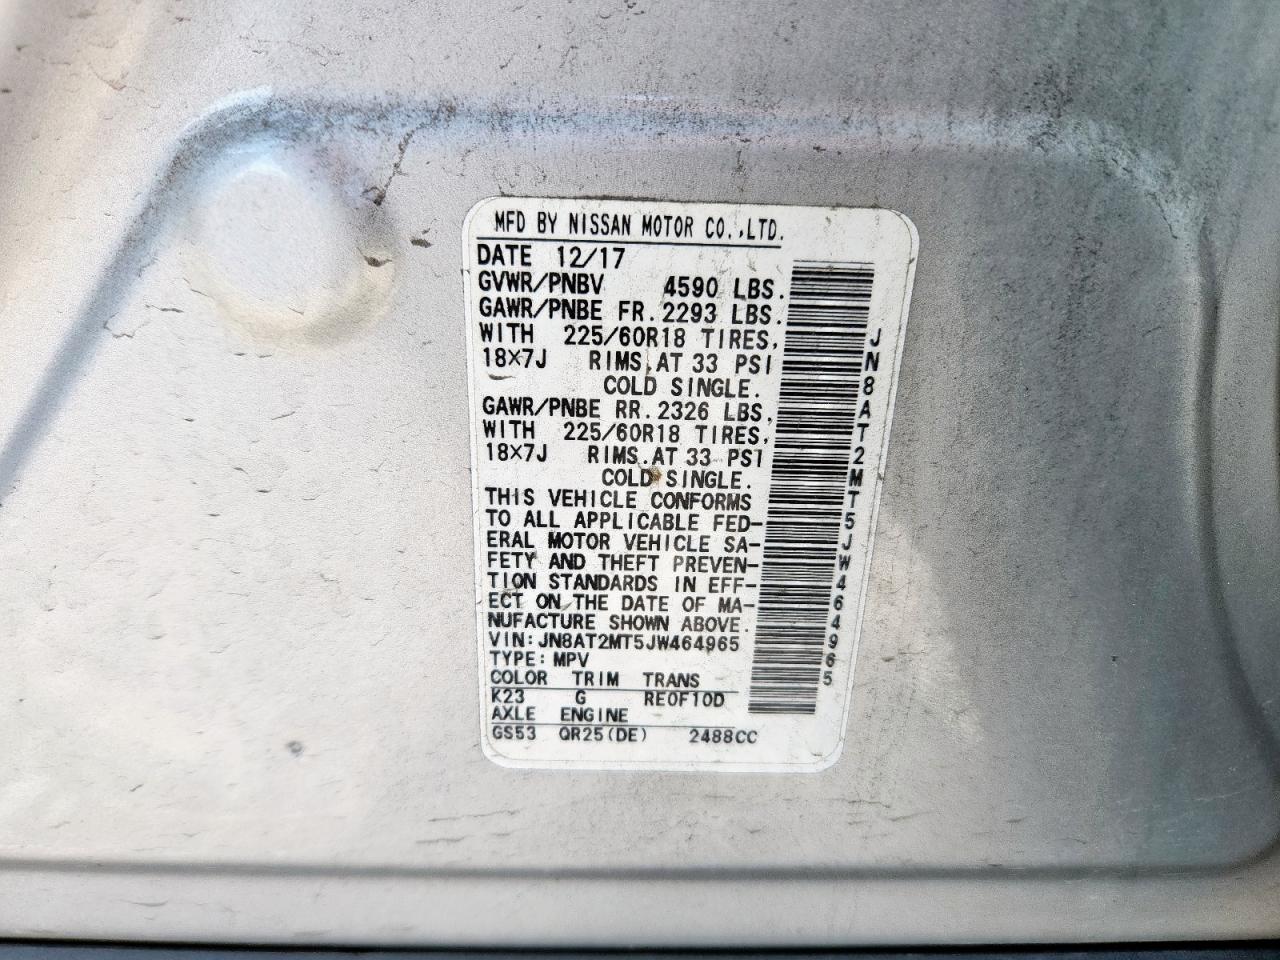 MFD BY NISSAN MOTOR CO.,LTD.
DATE 12/17
GVWR/PNBV 4590 LBS.
GAWR/PNBE FR. 2293 LBS.
WITH 225/60R18 TIRES,
18×7J RIMS,AT 33 PSI
COLD SINGLE.
GAWR/PNBE RR. 2326 LBS.
WITH 225/60R18 TIRES,
18×7J RIMS.AT 33 PSI
COLD SINGLE.
THIS VEHICLE CONFORMS
TO ALL APPLICABLE FED-
ERAL MOTOR VEHICLE SA-
FETY AND THEFT PREVEN-
TION STANDARDS IN EFF-
ECT ON THE DATE OF MA-
NUFACTURE SHOWN ABOVE.
VIN:JN8AT2MT5JW464965
TYPE:MPV
COLOR TRIM TRANS
K23 G RE0F10D
AXLE ENGINE
GS53 QR25(DE) 2488CC
JN8AT2MT5JW464965